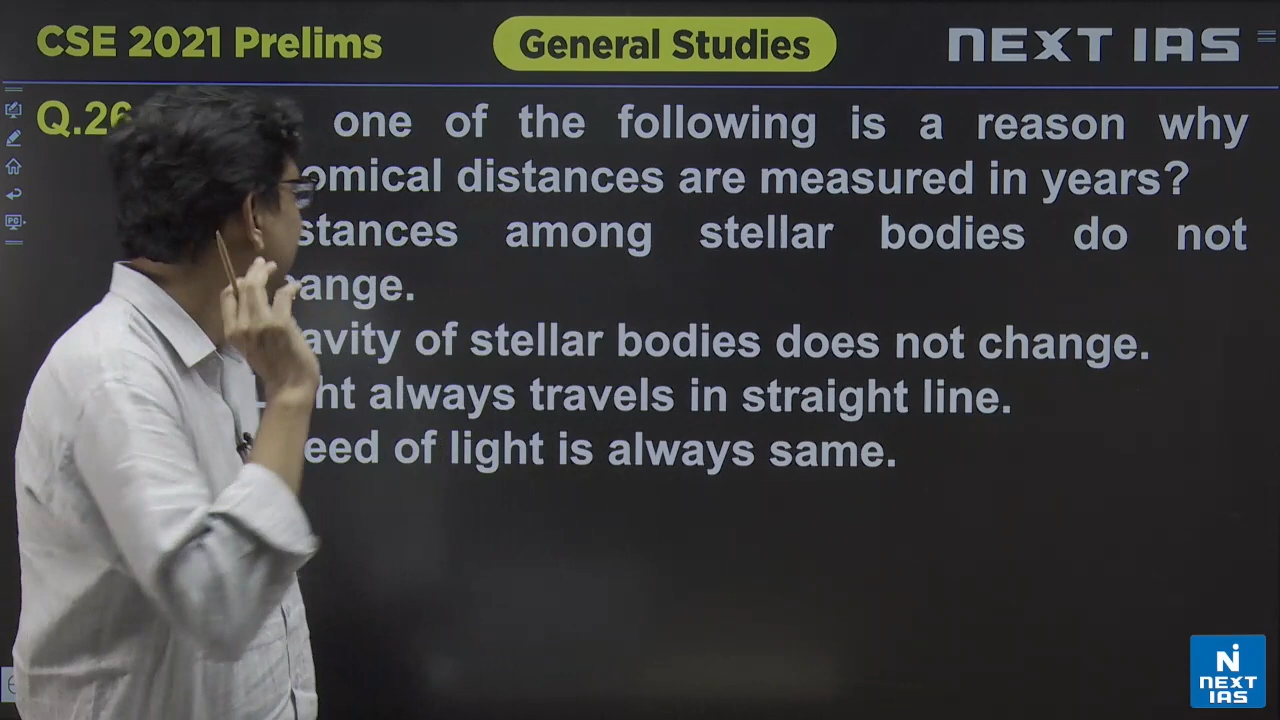 CSE 2021 Prelims
General Studies
NEXT IAS
Q.26 one of the following is a reason why
omical distances are measured in years?
stances among stellar bodies do not
ange.
avity of stellar bodies does not change.
ht always travels in straight line.
eed of light is always same.
NEXT
IAS